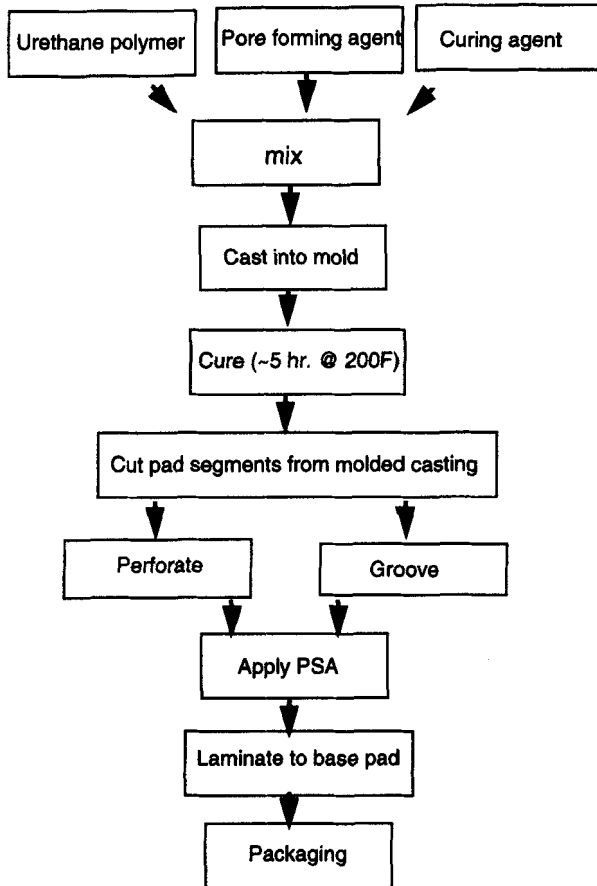 Urethane polymer
Pore forming agent
Curing agent
mix
Cast into mold
Cure (~5 hr. @ 200F)
Cut pad segments from molded casting
Perforate
Groove
Apply PSA
Laminate to base pad
Packaging